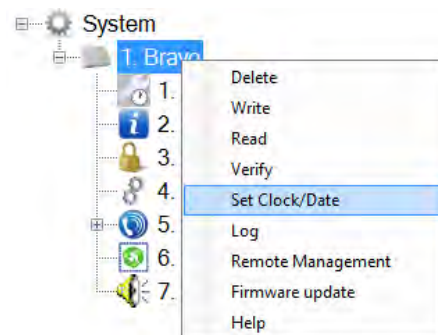 System
1. Bravo
1.
2.
3.
4.
5.
6.
7.
Delete
Write
Read
Verify
Set Clock/Date
Log
Remote Management
Firmware update
Help